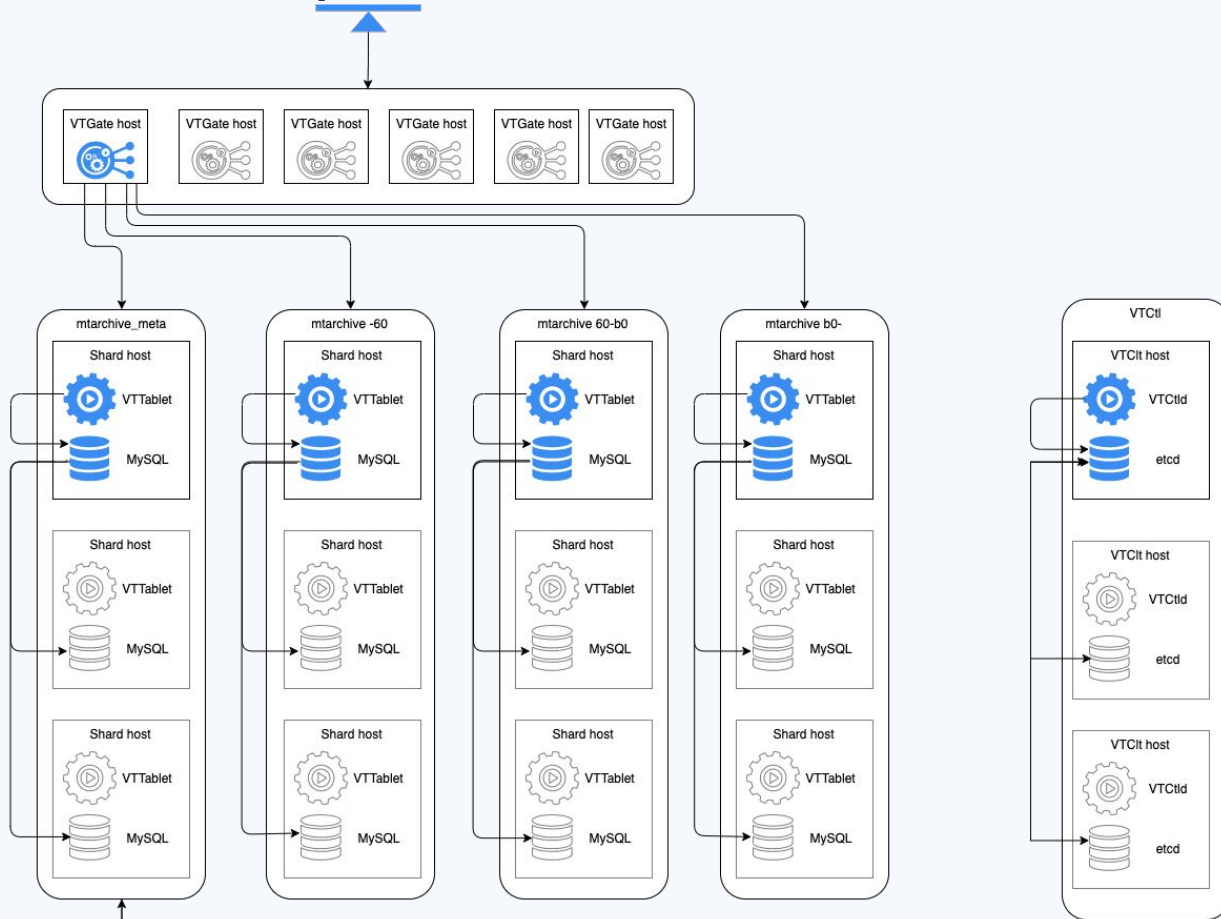 VTGate host
VTGate host
VTGate host
VTGate host
VTGate host
VTGate host
mtarchive_meta
Shard host
VTTablet
MySQL
Shard host
VTTablet
MySQL
Shard host
VTTablet
MySQL
mtarchive -60
Shard host
VTTablet
MySQL
Shard host
VTTablet
MySQL
Shard host
VTTablet
MySQL
mtarchive 60-b0
Shard host
VTTablet
MySQL
Shard host
VTTablet
MySQL
Shard host
VTTablet
MySQL
mtarchive b0-
Shard host
VTTablet
MySQL
Shard host
VTTablet
MySQL
Shard host
VTTablet
MySQL
VTCtl
VTClt host
VTCtld
etcd
VTClt host
VTCtld
etcd
VTClt host
VTCtld
etcd